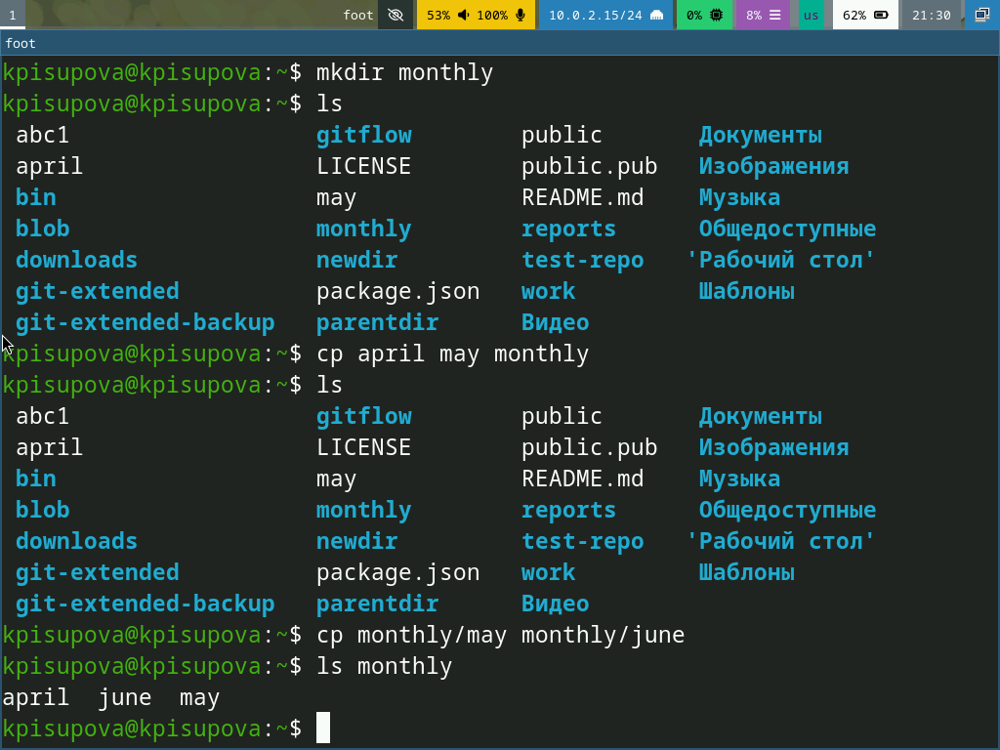 1 foot 53% 100% 10.0.2.15/24 0% 8% us 62% 21:30
foot
kpisupova@kpisupova:~$ mkdir monthly
kpisupova@kpisupova:~$ ls
abc1 gitflow public Документы
april LICENSE public.pub Изображения
bin may README.md Музыка
blob monthly reports Общедоступные
downloads newdir test-repo 'Рабочий стол'
git-extended package.json work Шаблоны
git-extended-backup parentdir Видео
kpisupova@kpisupova:~$ cp april may monthly
kpisupova@kpisupova:~$ ls
abc1 gitflow public Документы
april LICENSE public.pub Изображения
bin may README.md Музыка
blob monthly reports Общедоступные
downloads newdir test-repo 'Рабочий стол'
git-extended package.json work Шаблоны
git-extended-backup parentdir Видео
kpisupova@kpisupova:~$ cp monthly/may monthly/june
kpisupova@kpisupova:~$ ls monthly
april june may
kpisupova@kpisupova:~$